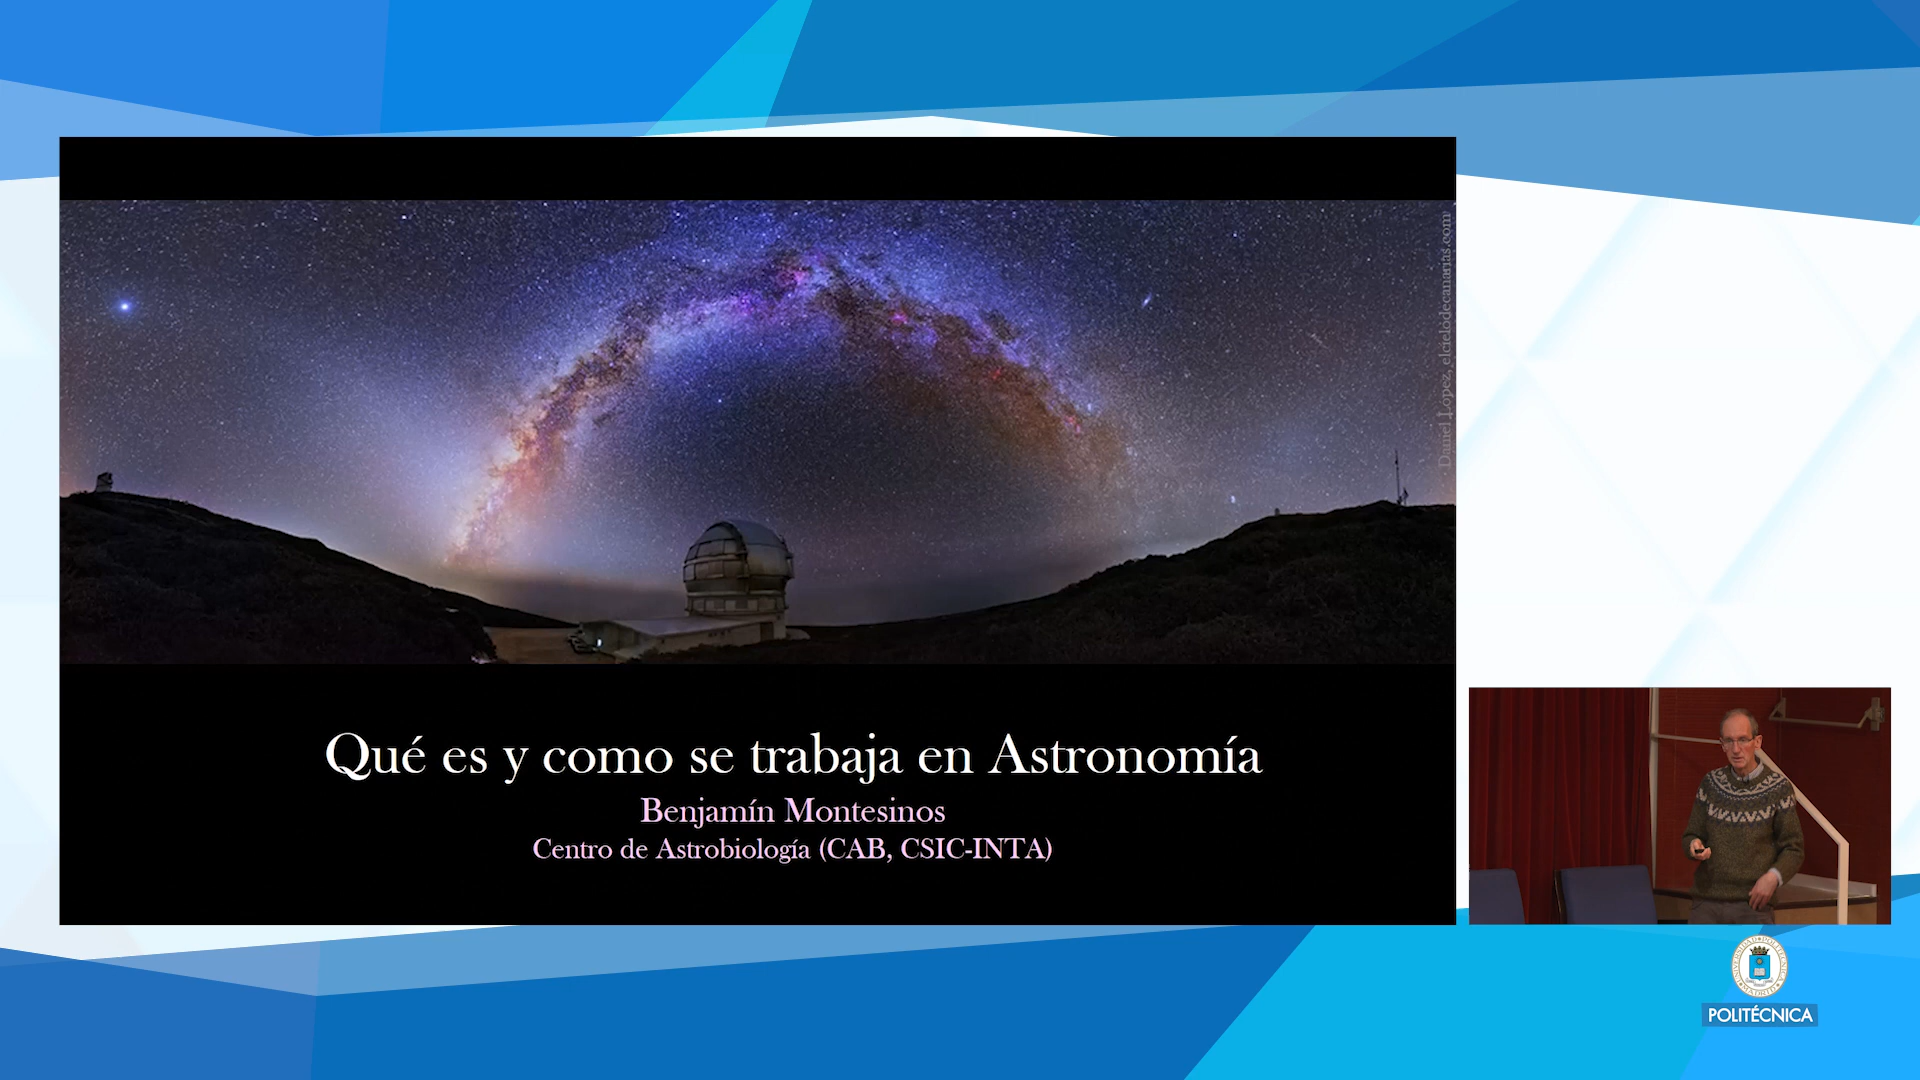 Daniel Lopez, elcielodecanarias.com
Qué es y como se trabaja en Astronomía
Benjamín Montesinos
Centro de Astrobiología (CAB, CSIC-INTA)
POLITÉCNICA